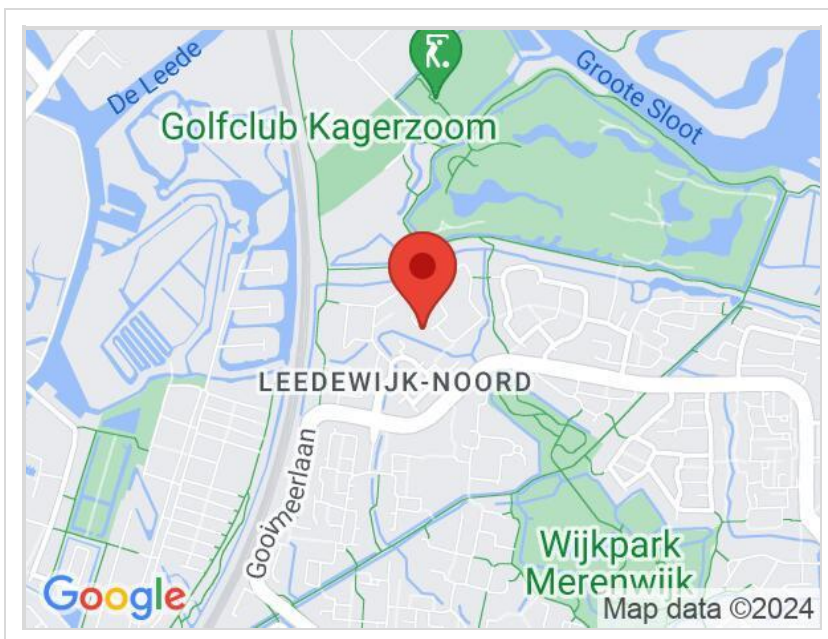 De Leede
Groote Sloot
Golfclub Kagerzoom
LEEDEWIJK-NOORD
Gooimeerlaan
Wijkpark
Merenwijk
Google
Map data ©2024